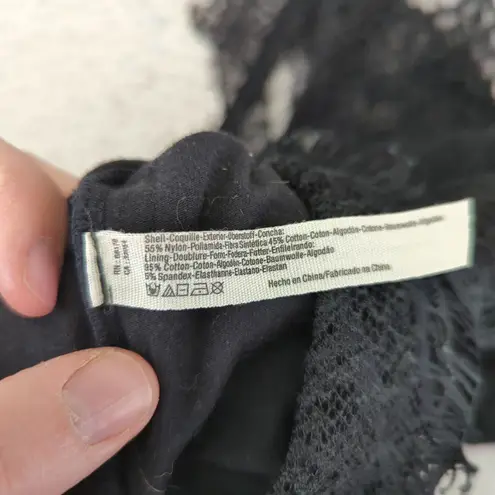 Shell-Coquille-Exterior-Oberstoff-Concha:
55% Nylon-Poliamida-Fibra Sintética 45% Cotton-Coton-Algodón-Cotone-Baumwolle-Algodão
Lining-Doublure-Forro-Fodera-Futter-Enfileirando:
95% Cotton-Coton-Algodón-Cotone-Baumwolle-Algodão
5% Spandex-Elasthanne-Elastano-Elastan
Hecho en China/Fabricado na China.